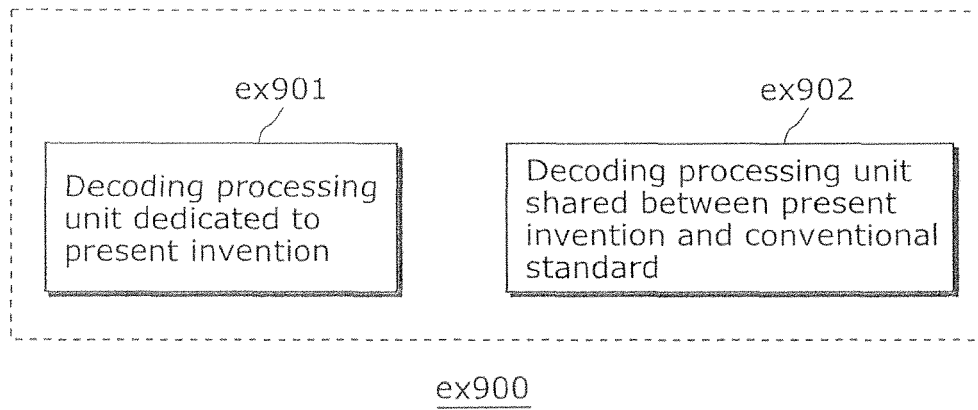 ex901
ex902
Decoding processing
unit dedicated to
present invention
Decoding processing unit
shared between present
invention and conventional
standard
ex900